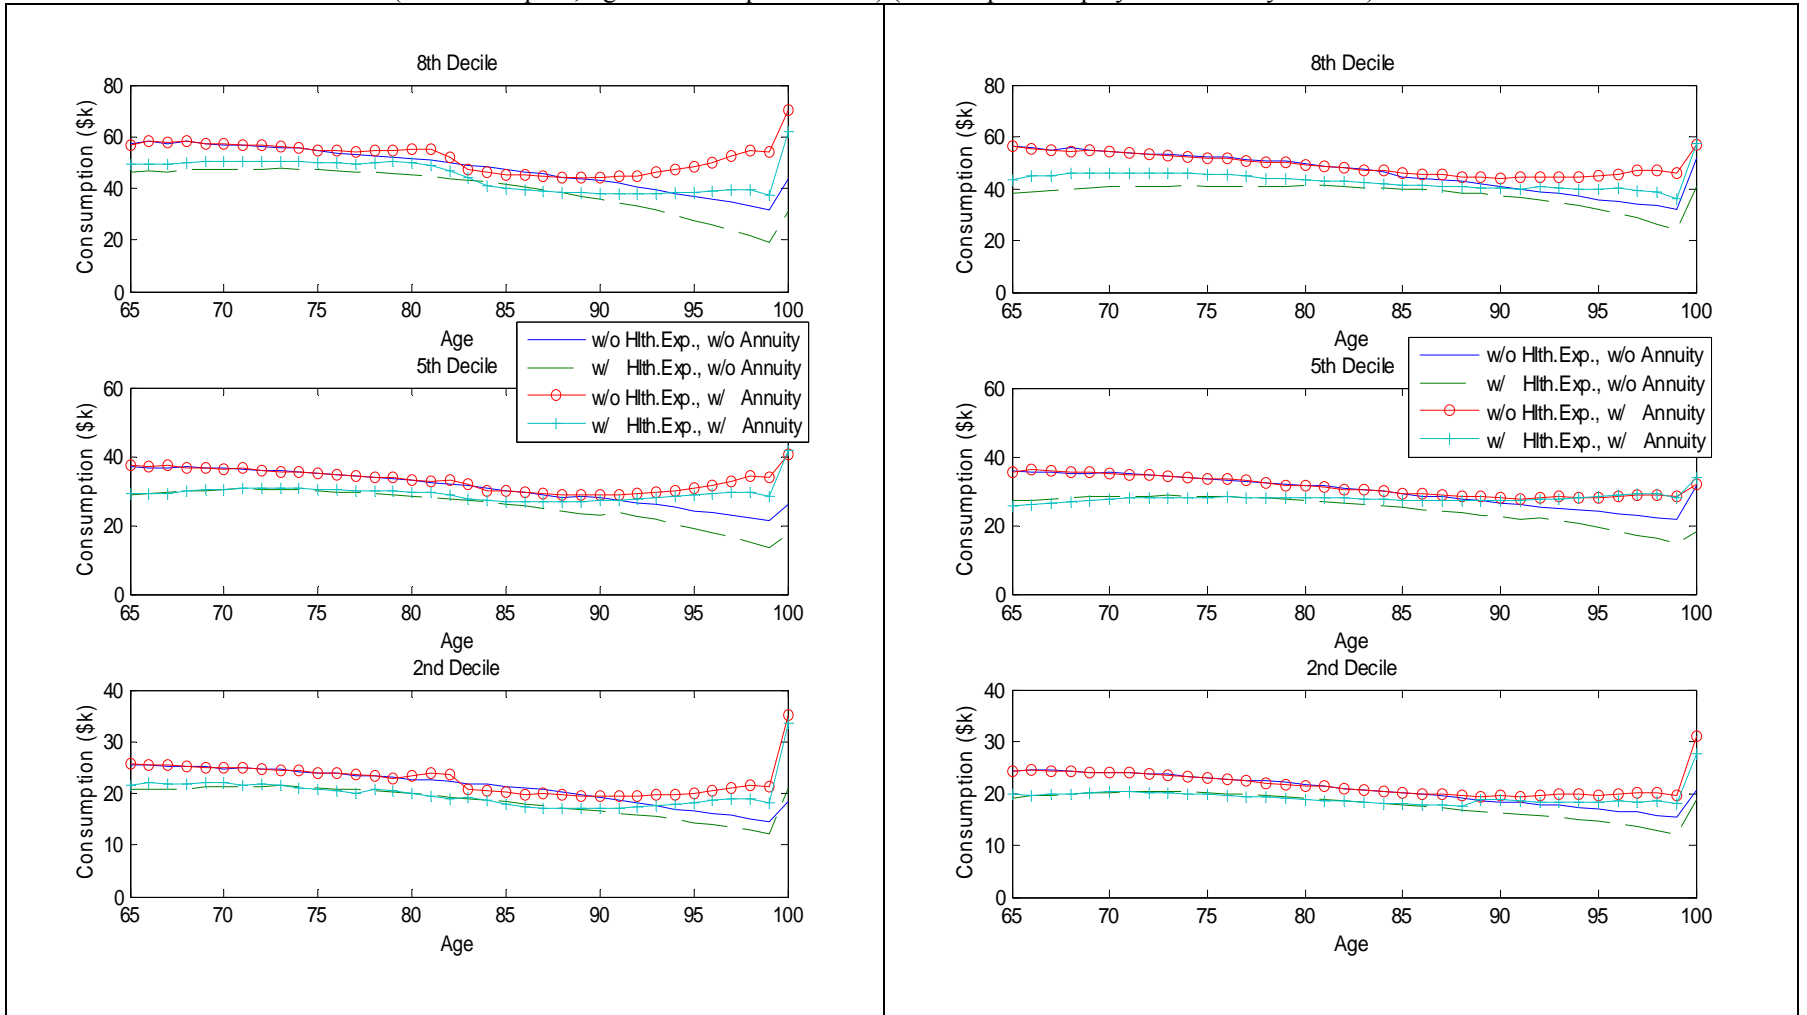 8th Decile
80
60
40
20
0
Consumption ($k)
65 70 75 80 85 90 95 100
Age
w/o Hlth.Exp., w/o Annuity
w/ Hlth.Exp., w/o Annuity
w/o Hlth.Exp., w/ Annuity
w/ Hlth.Exp., w/ Annuity
5th Decile
60
40
20
0
Consumption ($k)
65 70 75 80 85 90 95 100
Age
2nd Decile
40
30
20
10
0
Consumption ($k)
65 70 75 80 85 90 95 100
Age
8th Decile
80
60
40
20
0
Consumption ($k)
65 70 75 80 85 90 95 100
Age
w/o Hlth.Exp., w/o Annuity
w/ Hlth.Exp., w/o Annuity
w/o Hlth.Exp., w/ Annuity
w/ Hlth.Exp., w/ Annuity
5th Decile
60
40
20
0
Consumption ($k)
65 70 75 80 85 90 95 100
Age
2nd Decile
40
30
20
10
0
Consumption ($k)
65 70 75 80 85 90 95 100
Age